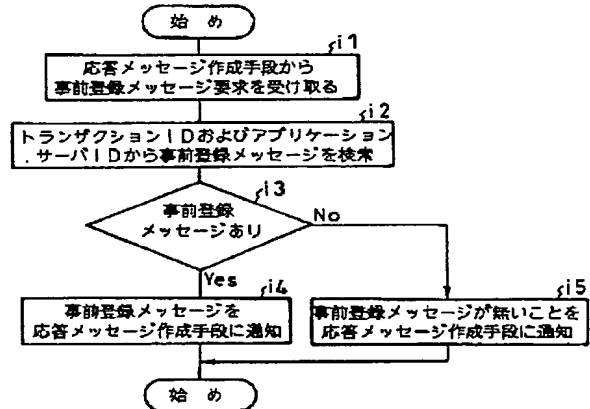 始 め
i1
応答メッセージ作成手段から
事前登録メッセージ要求を受け取る
i2
トランザクションIDおよびアプリケーション
.サーバIDから事前登録メッセージを検索
i3
事前登録
メッセージあり
No
Yes
i4
事前登録メッセージを
応答メッセージ作成手段に通知
i5
事前登録メッセージが無いことを
応答メッセージ作成手段に通知
始 め